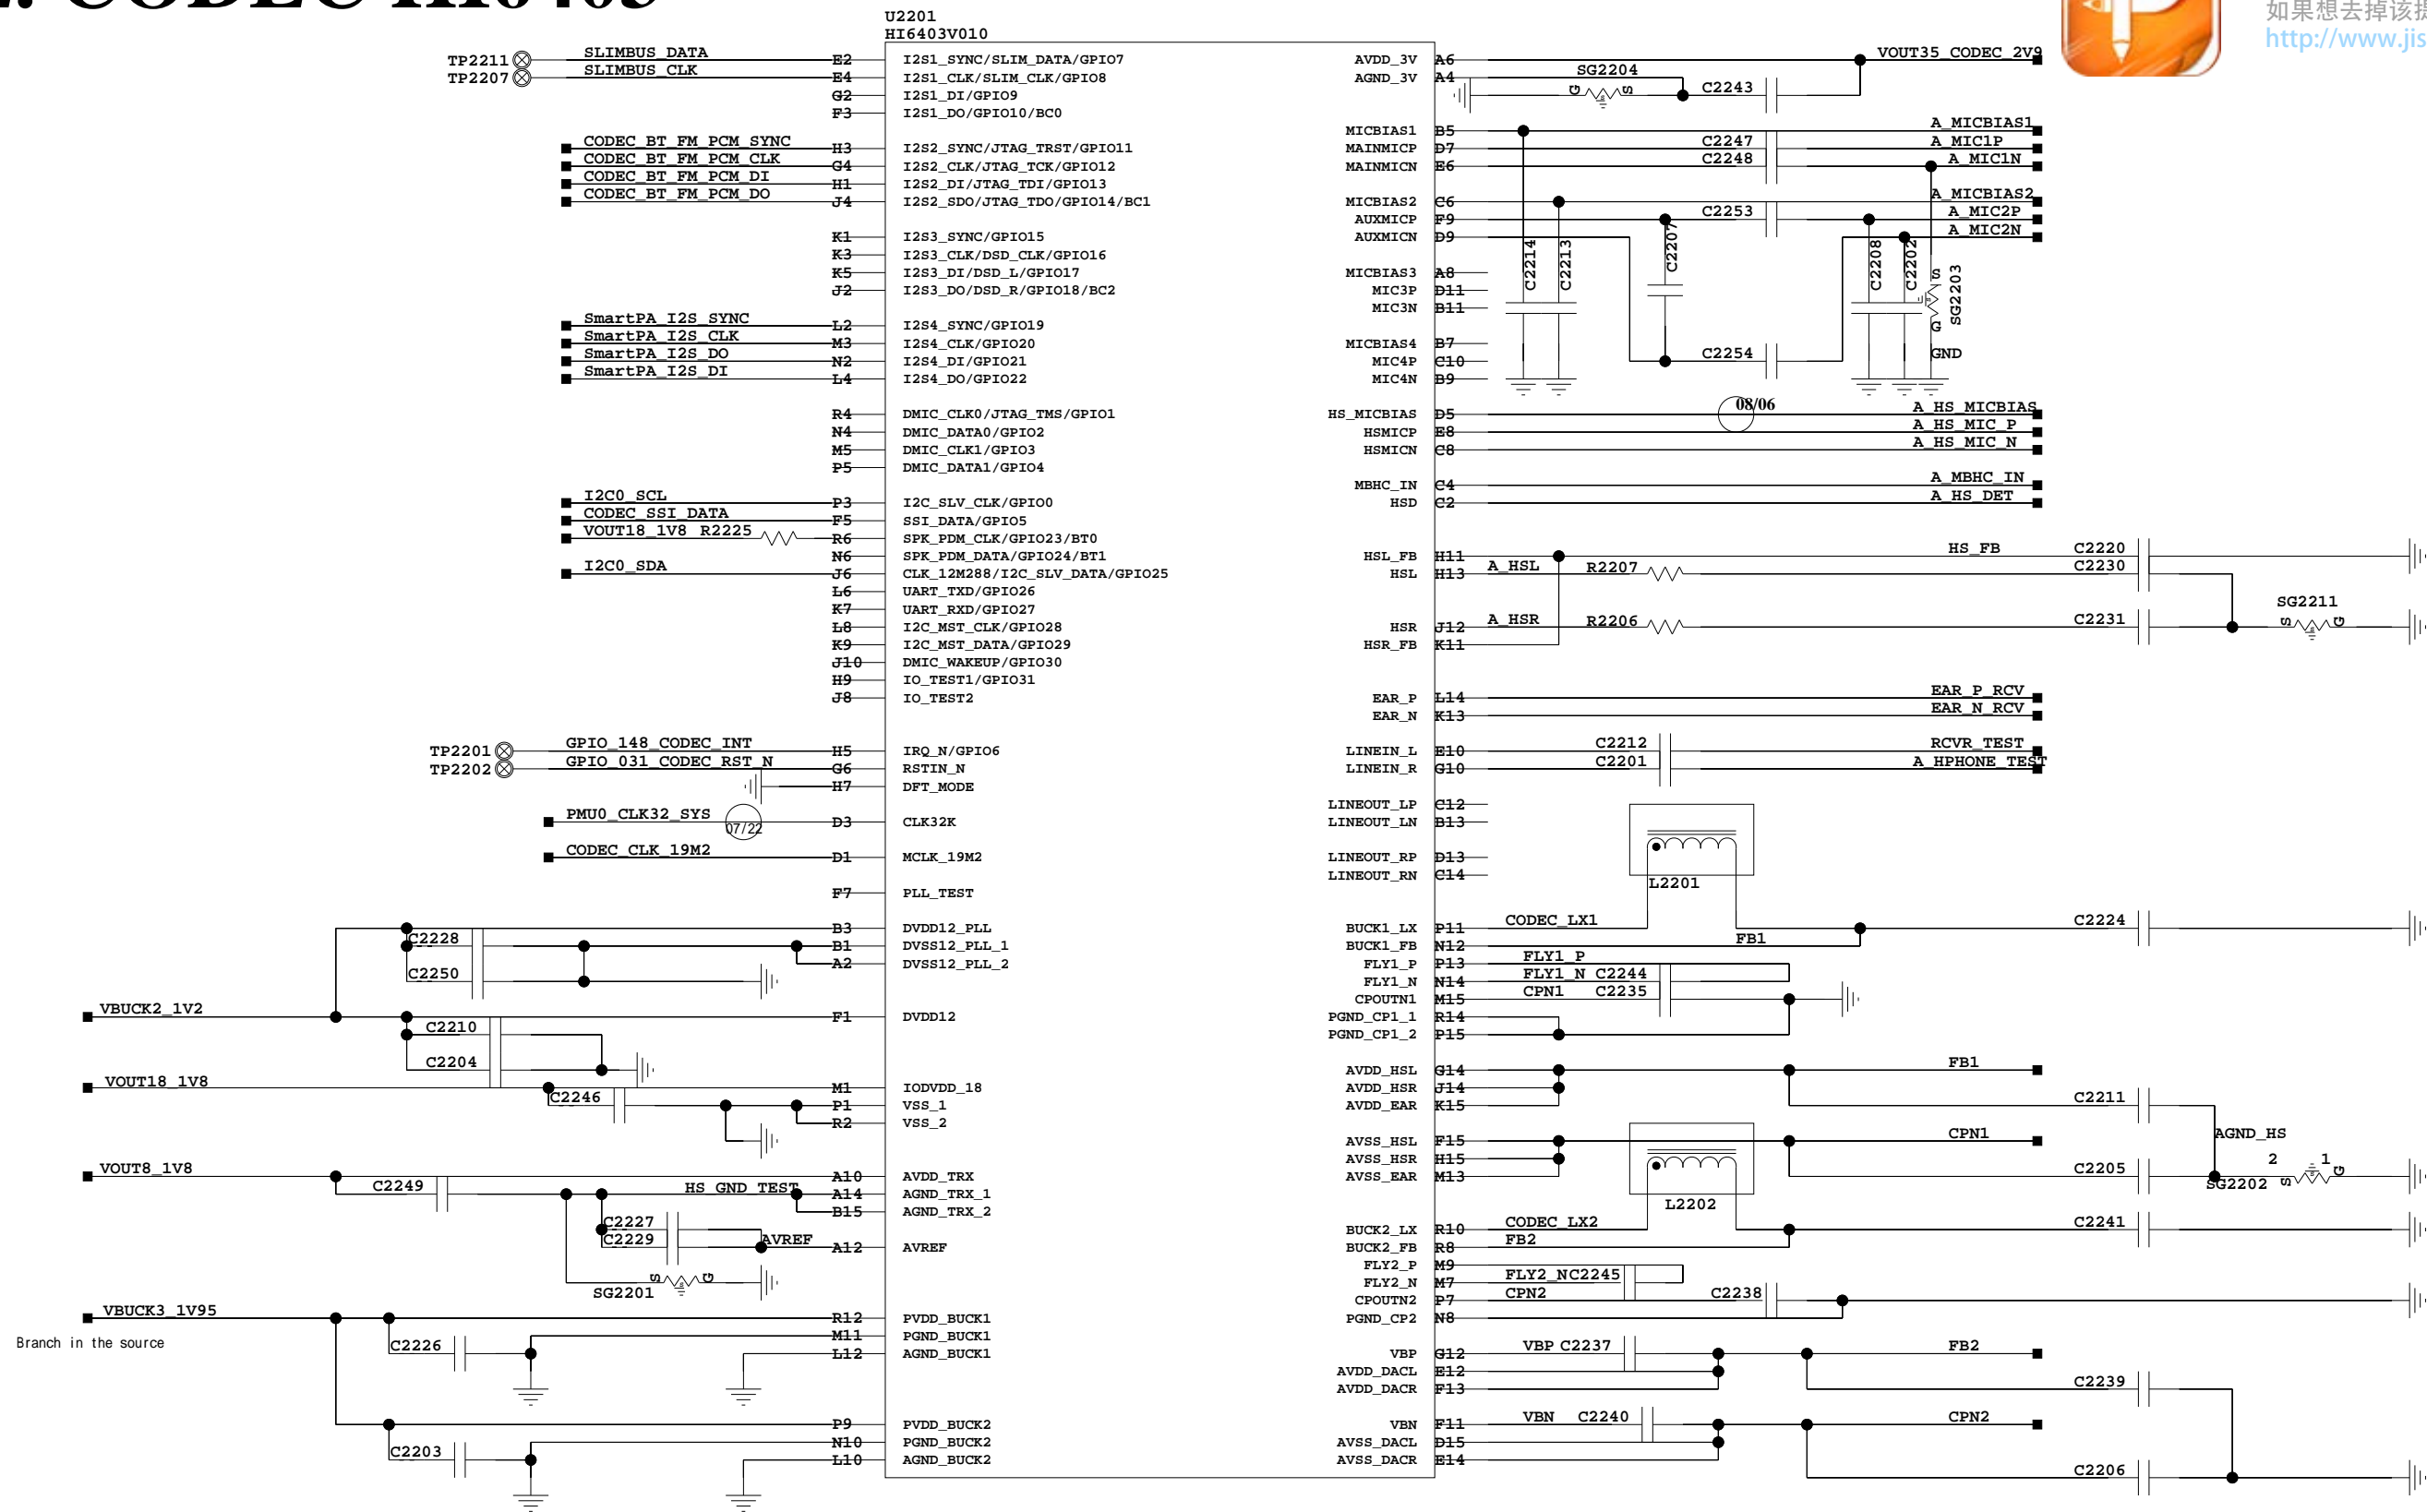 U2201
HI6403V010
如果想去掉该提
http://www.jis
TP2211 SLIMBUS_DATA E2 I2S1_SYNC/SLIM_DATA/GPIO7 AVDD_3V A6 VOUT35_CODEC_2V9
TP2207 SLIMBUS_CLK E4 I2S1_CLK/SLIM_CLK/GPIO8 AGND_3V A4 SG2204
G2 I2S1_DI/GPIO9 G S C2243
F3 I2S1_DO/GPIO10/BC0
MICBIAS1 B5 A_MICBIAS1
CODEC_BT_FM_PCM_SYNC H3 I2S2_SYNC/JTAG_TRST/GPIO11 MAINMICP D7 C2247 A_MIC1P
CODEC_BT_FM_PCM_CLK G4 I2S2_CLK/JTAG_TCK/GPIO12 MAINMICN E6 C2248 A_MIC1N
CODEC_BT_FM_PCM_DI H1 I2S2_DI/JTAG_TDI/GPIO13
CODEC_BT_FM_PCM_DO J4 I2S2_SDO/JTAG_TDO/GPIO14/BC1 MICBIAS2 C6 A_MICBIAS2
AUXMICP F9 C2253 A_MIC2P
K1 I2S3_SYNC/GPIO15 AUXMICN D9 A_MIC2N
K3 I2S3_CLK/DSD_CLK/GPIO16 C2214 C2213 C2207 C2208 C2202
K5 I2S3_DI/DSD_L/GPIO17 MICBIAS3 A8 S SG2203
J2 I2S3_DO/DSD_R/GPIO18/BC2 MIC3P D11
MIC3N B11
SmartPA_I2S_SYNC L2 I2S4_SYNC/GPIO19 G
SmartPA_I2S_CLK M3 I2S4_CLK/GPIO20 MICBIAS4 B7
SmartPA_I2S_DO N2 I2S4_DI/GPIO21 MIC4P C10 C2254 GND
SmartPA_I2S_DI L4 I2S4_DO/GPIO22 MIC4N B9
R4 DMIC_CLK0/JTAG_TMS/GPIO1 HS_MICBIAS D5 08/06 A_HS_MICBIAS
N4 DMIC_DATA0/GPIO2 HSMICP E8 A_HS_MIC_P
M5 DMIC_CLK1/GPIO3 HSMICN C8 A_HS_MIC_N
P5 DMIC_DATA1/GPIO4
MBHC_IN C4 A_MBHC_IN
I2C0_SCL P3 I2C_SLV_CLK/GPIO0 HSD C2 A_HS_DET
CODEC_SSI_DATA F5 SSI_DATA/GPIO5
VOUT18_1V8 R2225 R6 SPK_PDM_CLK/GPIO23/BT0
N6 SPK_PDM_DATA/GPIO24/BT1 HSL_FB H11 HS_FB C2220
I2C0_SDA J6 CLK_12M288/I2C_SLV_DATA/GPIO25 HSL H13 A_HSL R2207 C2230
L6 UART_TXD/GPIO26
K7 UART_RXD/GPIO27 SG2211
L8 I2C_MST_CLK/GPIO28 HSR J12 A_HSR R2206 C2231 S G
K9 I2C_MST_DATA/GPIO29 HSR_FB K11
J10 DMIC_WAKEUP/GPIO30
H9 IO_TEST1/GPIO31
J8 IO_TEST2 EAR_P L14 EAR_P_RCV
EAR_N K13 EAR_N_RCV
TP2201 GPIO_148_CODEC_INT H5 IRQ_N/GPIO6 LINEIN_L E10 C2212 RCVR_TEST
TP2202 GPIO_031_CODEC_RST_N G6 RSTIN_N LINEIN_R G10 C2201 A_HPHONE_TEST
H7 DFT_MODE
LINEOUT_LP C12
PMU0_CLK32_SYS 07/22 D3 CLK32K LINEOUT_LN B13
CODEC_CLK_19M2 D1 MCLK_19M2 LINEOUT_RP D13
LINEOUT_RN C14 L2201
F7 PLL_TEST
B3 DVDD12_PLL BUCK1_LX P11 CODEC_LX1 C2224
C2228 B1 DVSS12_PLL_1 BUCK1_FB N12 FB1
A2 DVSS12_PLL_2 FLY1_P P13 FLY1_P
C2250 FLY1_N N14 FLY1_N C2244
CPOUTN1 M15 CPN1 C2235
VBUCK2_1V2 F1 DVDD12 PGND_CP1_1 R14
C2210 PGND_CP1_2 P15
C2204 AVDD_HSL G14 FB1
VOUT18_1V8 M1 IODVDD_18 AVDD_HSR J14
C2246 P1 VSS_1 AVDD_EAR K15 C2211
R2 VSS_2
AVSS_HSL F15 CPN1 AGND_HS
AVSS_HSR H15 2 1 G
VOUT8_1V8 A10 AVDD_TRX AVSS_EAR M13 C2205 SG2202 S
C2249 HS_GND_TEST A14 AGND_TRX_1 L2202
B15 AGND_TRX_2
C2227 BUCK2_LX R10 CODEC_LX2 C2241
C2229 AVREF A12 AVREF BUCK2_FB R8 FB2
FLY2_P M9
SG2201 S G FLY2_N M7 FLY2_N C2245
CPOUTN2 P7 CPN2 C2238
VBUCK3_1V95 R12 PVDD_BUCK1 PGND_CP2 N8
Branch in the source M11 PGND_BUCK1
C2226 L12 AGND_BUCK1 VBP G12 VBP C2237 FB2
AVDD_DACL E12
AVDD_DACR F13 C2239
P9 PVDD_BUCK2 VBN F11 VBN C2240 CPN2
N10 PGND_BUCK2 AVSS_DACL D15
C2203 L10 AGND_BUCK2 AVSS_DACR E14
C2206